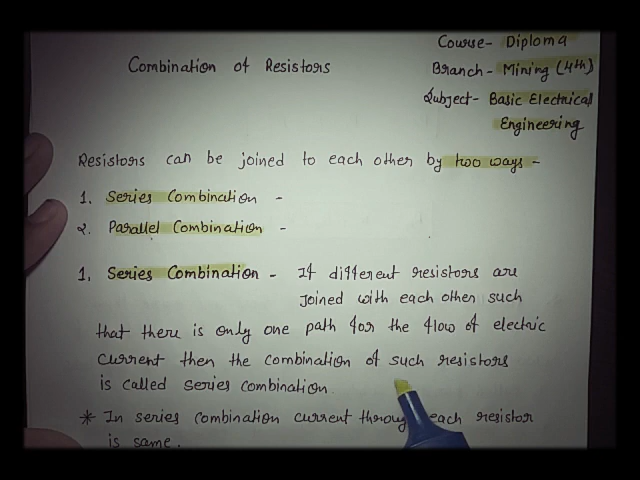 Course- Diploma
Combination of Resistors
Branch- Mining (4th)
Subject- Basic Electrical
Engineering
Resistors can be joined to each other by two ways -
1. Series Combination -
2. Parallel Combination -
1. Series Combination - If different resistors are
joined with each other such
that there is only one path for the flow of electric
current then the combination of such resistors
is called series combination.
* In series combination current through each resistor
is same.